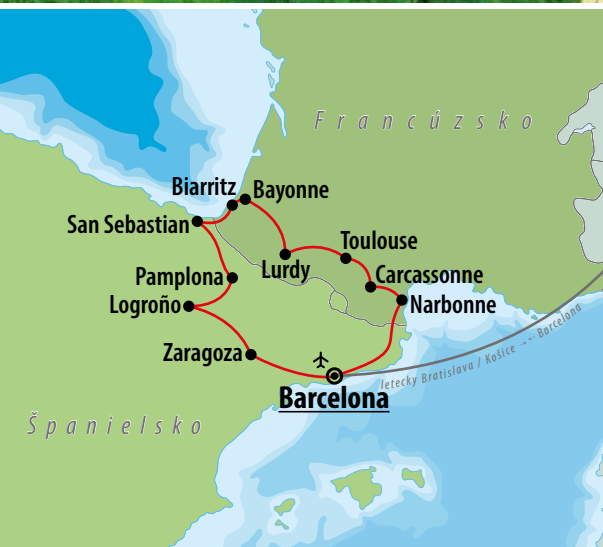 Francúzsko
Biarritz
Bayonne
San Sebastian
Toulouse
Lurdy
Carcassonne
Pamplona
Narbonne
Logroño
Zaragoza
letecky Bratislava / Košice →← Barcelona
Barcelona
Španielsko